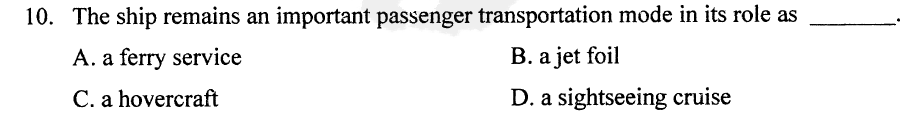 10. The ship remains an important passenger transportation mode in its role as ________.
A. a ferry service B. a jet foil
C. a hovercraft D. a sightseeing cruise